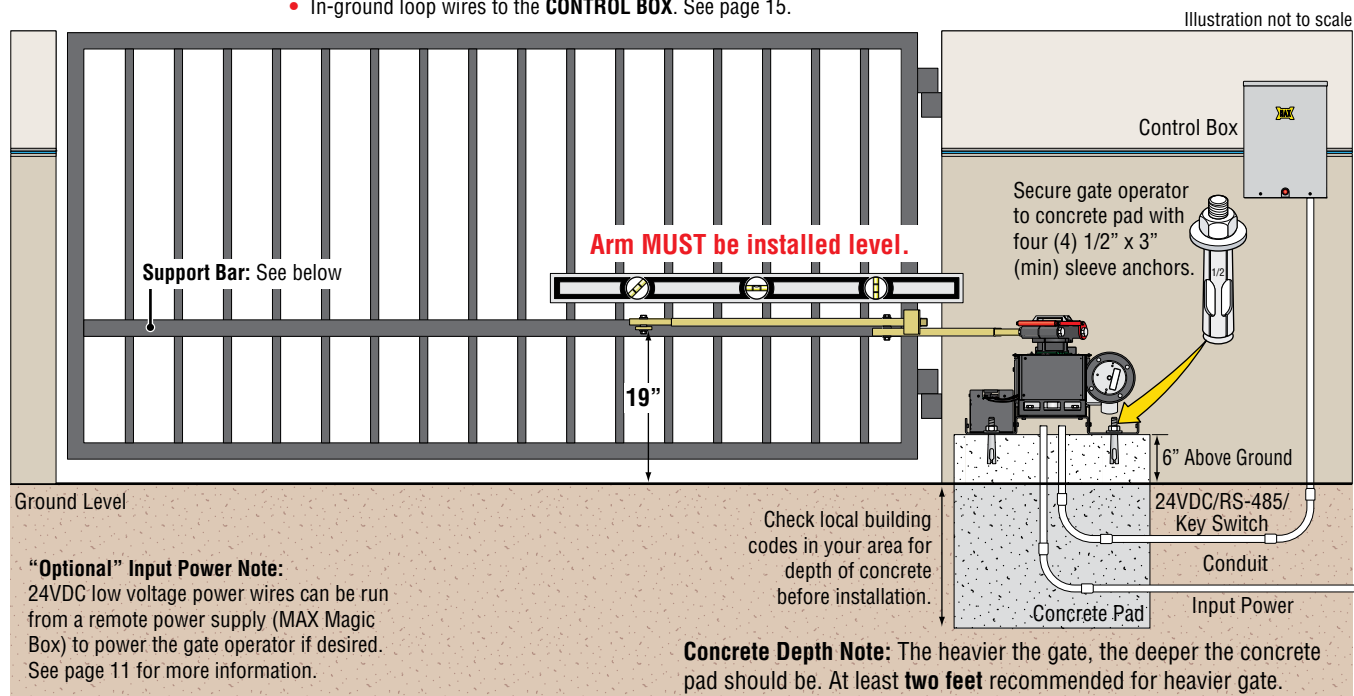 • In-ground loop wires to the CONTROL BOX. See page 15.
Illustration not to scale
Control Box
MAX
Secure gate operator
to concrete pad with
four (4) 1/2” x 3”
(min) sleeve anchors.
1/2
Arm MUST be installed level.
Support Bar: See below
19”
6” Above Ground
Ground Level
24VDC/RS-485/
Key Switch
Conduit
Input Power
Check local building
codes in your area for
depth of concrete
before installation.
Concrete Pad
“Optional” Input Power Note:
24VDC low voltage power wires can be run
from a remote power supply (MAX Magic
Box) to power the gate operator if desired.
See page 11 for more information.
Concrete Depth Note: The heavier the gate, the deeper the concrete
pad should be. At least two feet recommended for heavier gate.